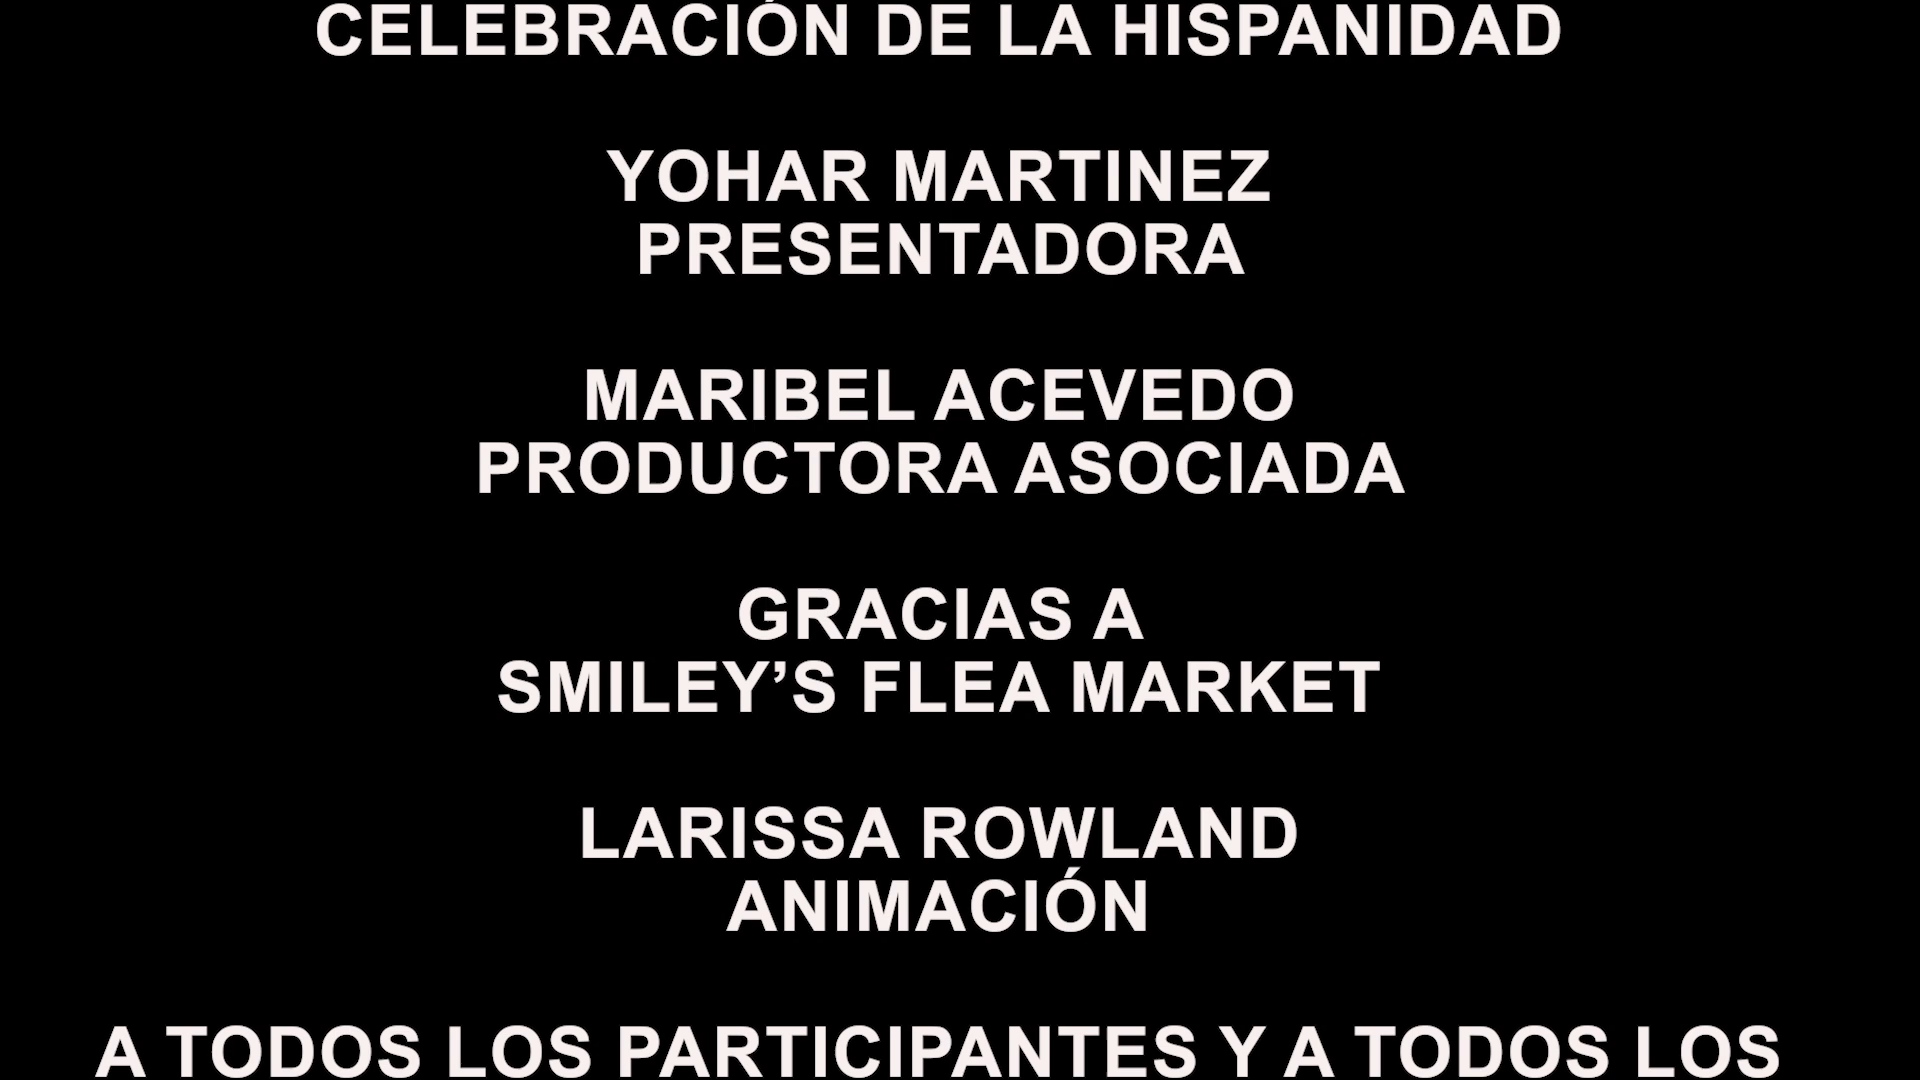 CELEBRACIÓN DE LA HISPANIDAD
YOHAR MARTINEZ
PRESENTADORA
MARIBEL ACEVEDO
PRODUCTORA ASOCIADA
GRACIAS A
SMILEY’S FLEA MARKET
LARISSA ROWLAND
ANIMACIÓN
A TODOS LOS PARTICIPANTES Y A TODOS LOS